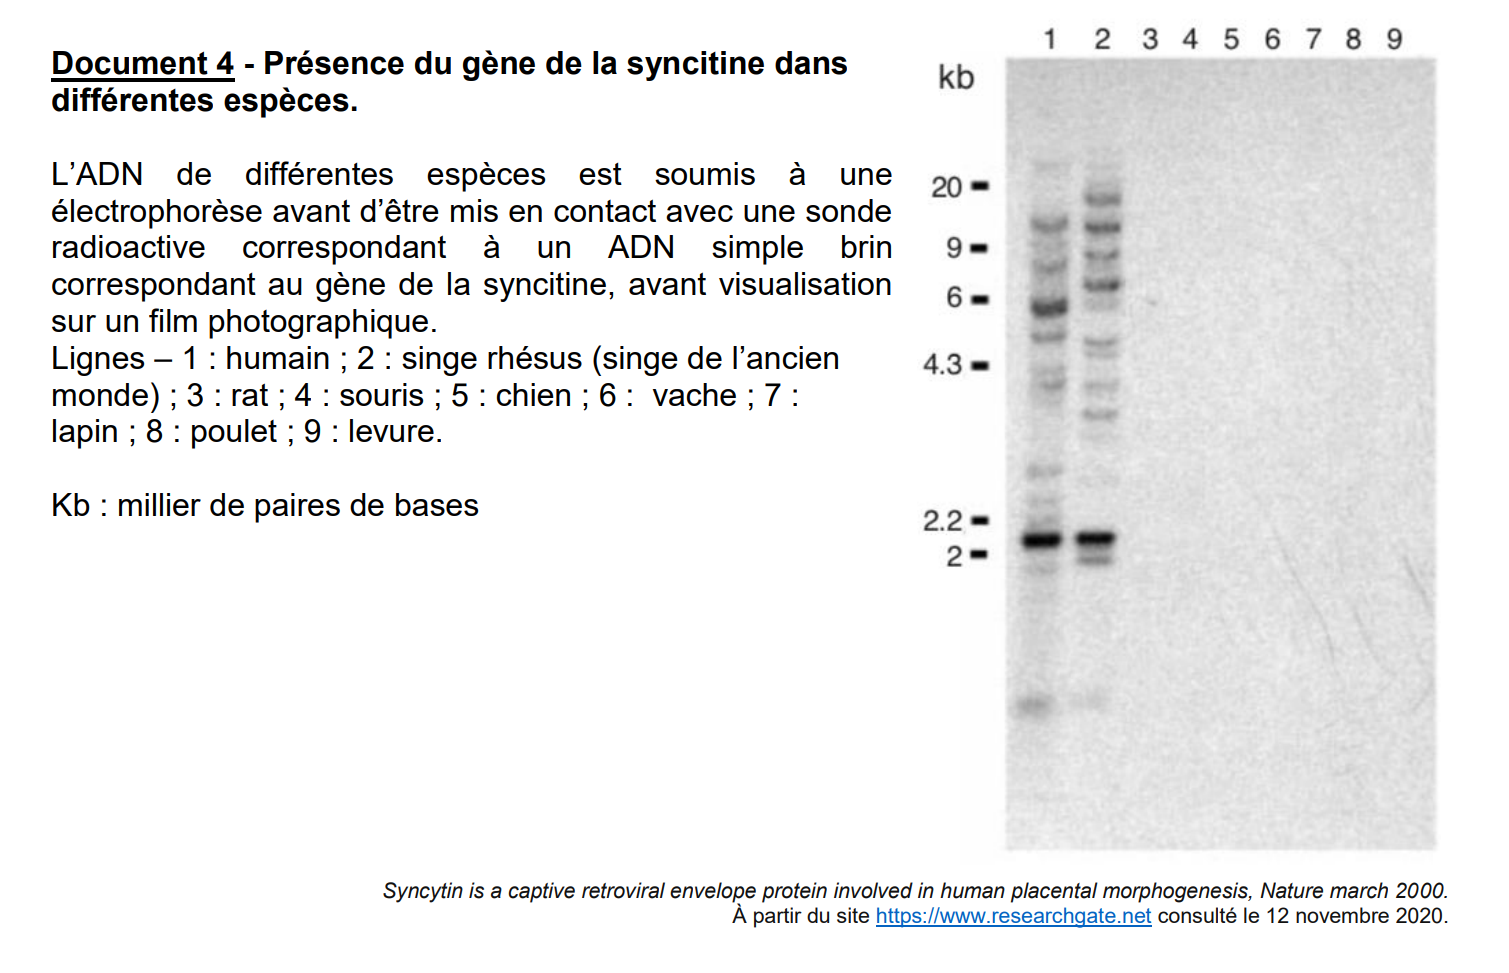 Document 4 - Présence du gène de la syncitine dans
différentes espèces.
L’ADN de différentes espèces est soumis à une
électrophorèse avant d’être mis en contact avec une sonde
radioactive correspondant à un ADN simple brin
correspondant au gène de la syncitine, avant visualisation
sur un film photographique.
Lignes – 1 : humain ; 2 : singe rhésus (singe de l’ancien
monde) ; 3 : rat ; 4 : souris ; 5 : chien ; 6 : vache ; 7 :
lapin ; 8 : poulet ; 9 : levure.
Kb : millier de paires de bases
1 2 3 4 5 6 7 8 9
kb
20
9
6
4.3
2.2
2
Syncytin is a captive retroviral envelope protein involved in human placental morphogenesis, Nature march 2000.
À partir du site https://www.researchgate.net consulté le 12 novembre 2020.